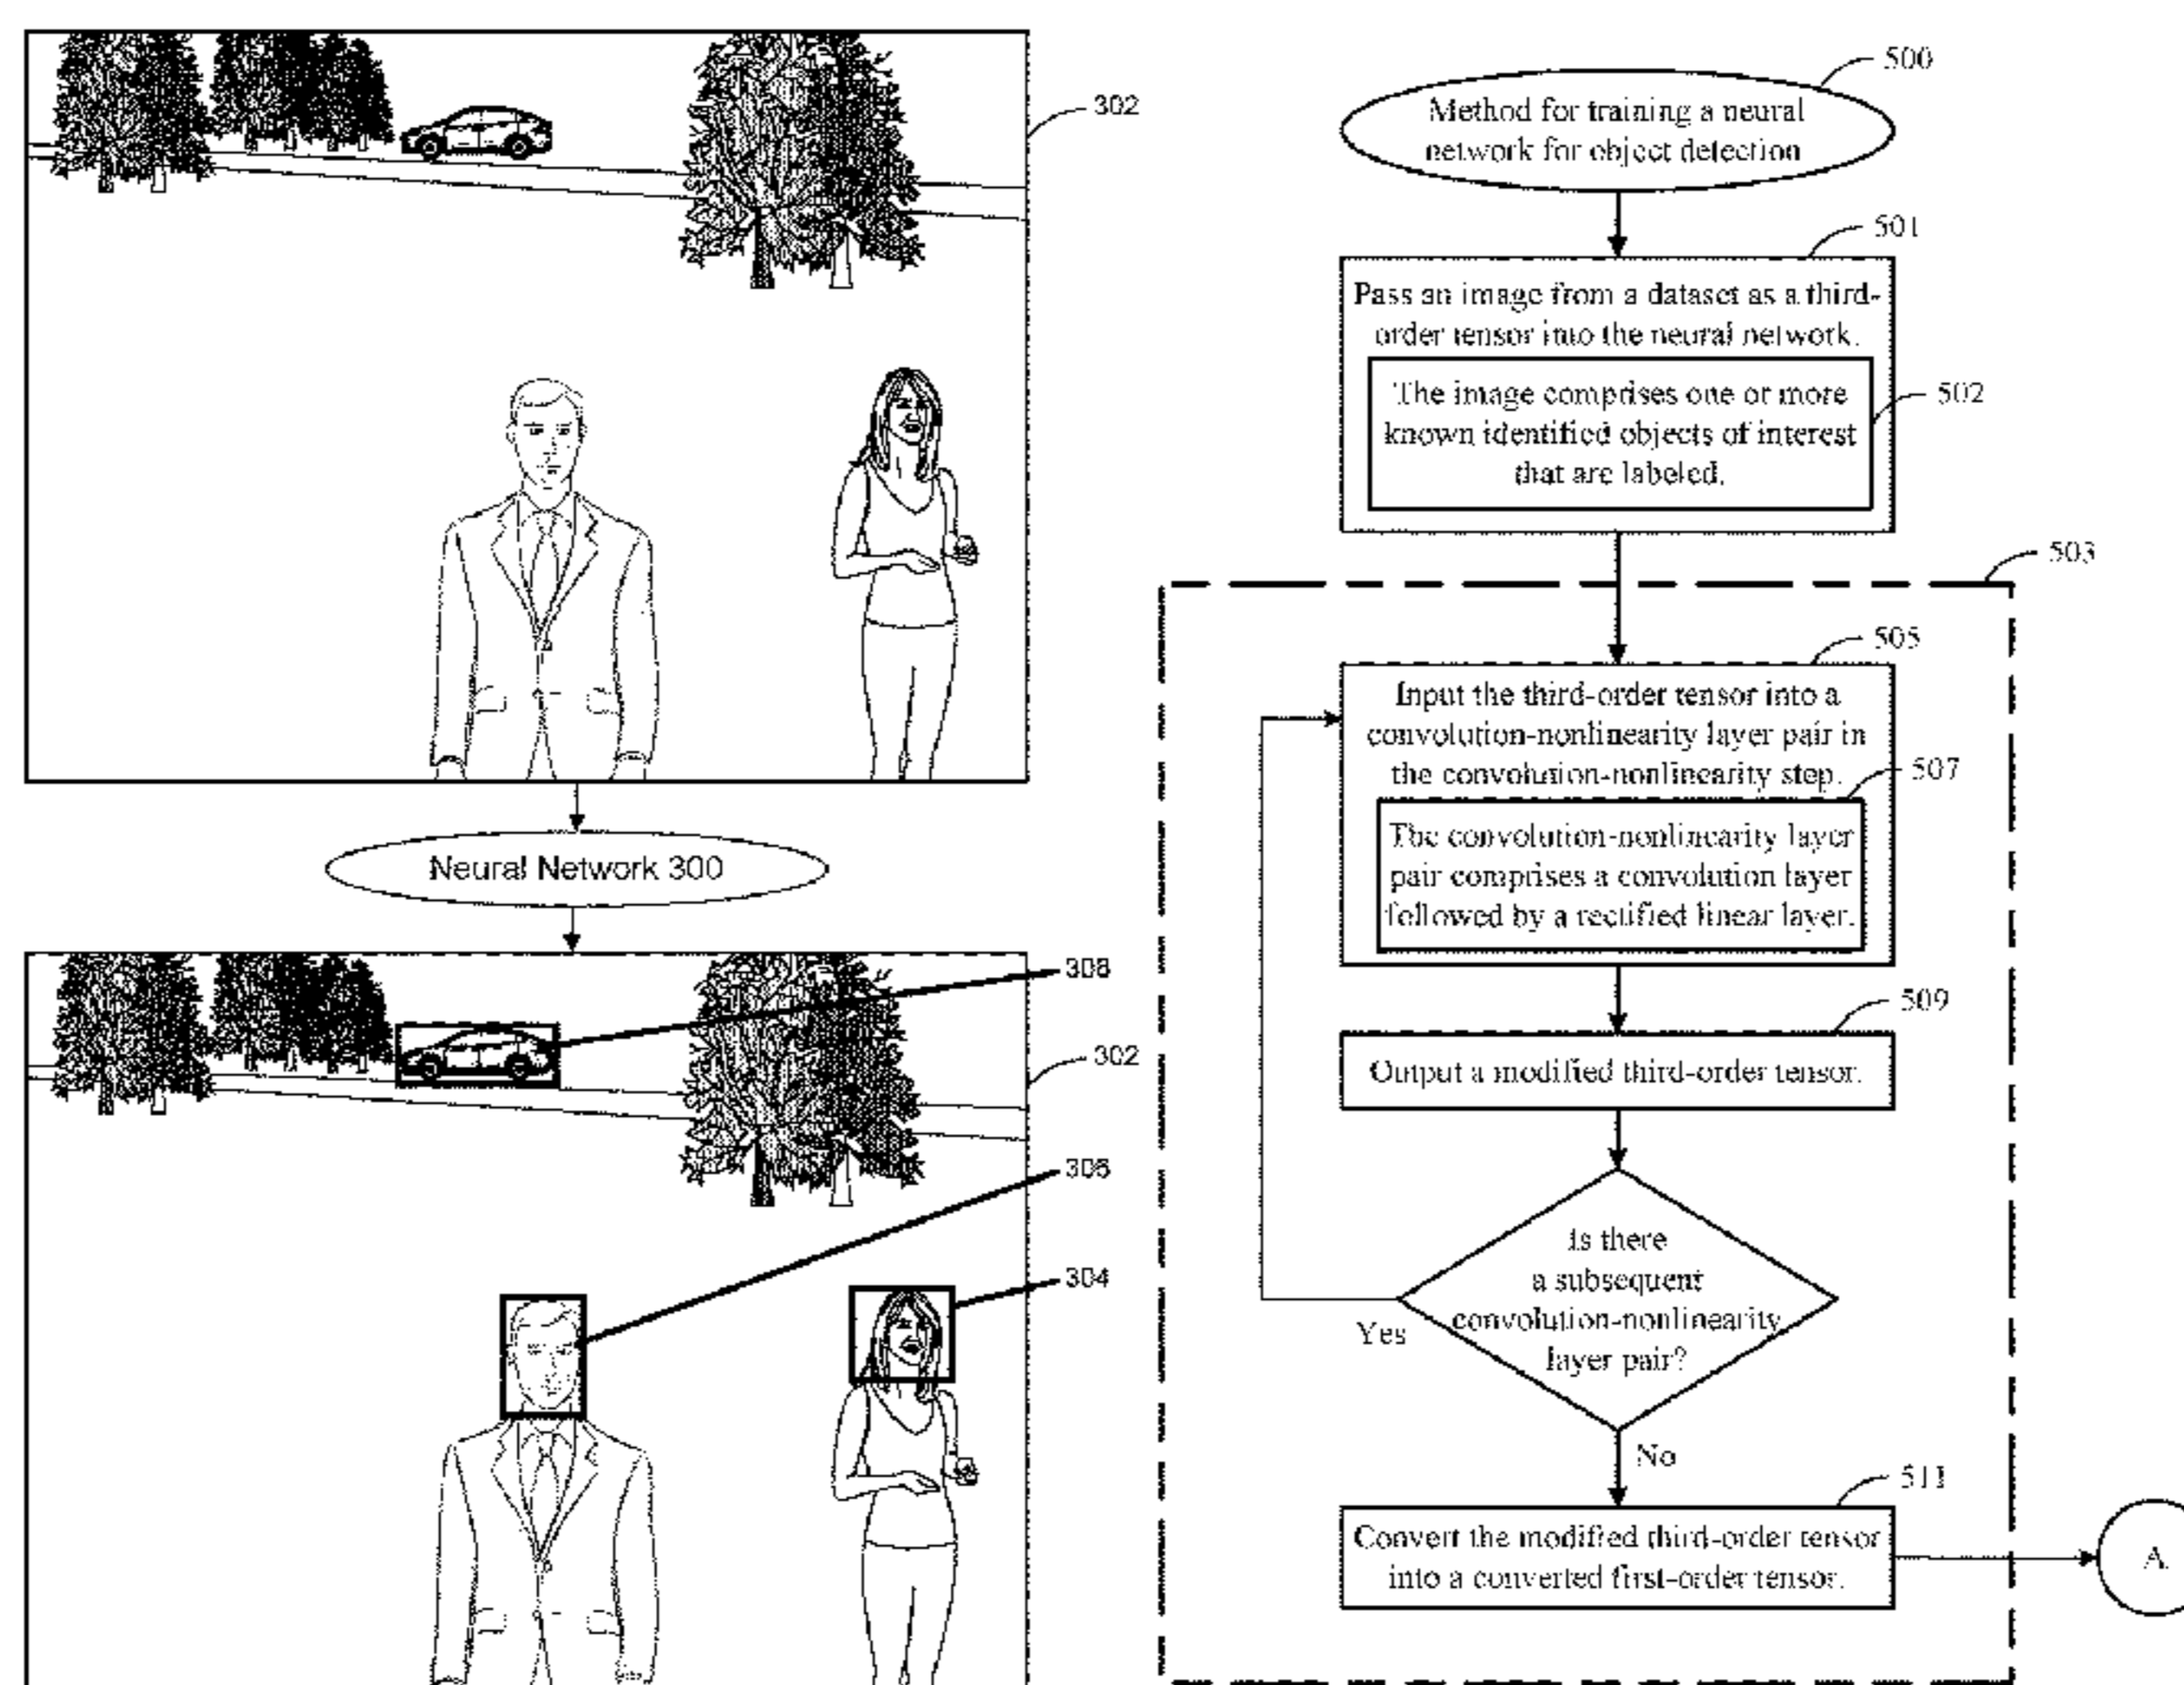 302
Neural Network 300
308
302
306
304
500
Method for training a neural
network for object detection
501
Pass an image from a dataset as a third-
order tensor into the neural network.
502
The image comprises one or more
known identified objects of interest
that are labeled.
503
505
Input the third-order tensor into a
convolution-nonlinearity layer pair in
the convolution-nonlinearity step.
507
The convolution-nonlinearity layer
pair comprises a convolution layer
followed by a rectified linear layer.
509
Output a modified third-order tensor.
Is there
a subsequent
convolution-nonlinearity
layer pair?
Yes
No
511
Convert the modified third-order tensor
into a converted first-order tensor.
A